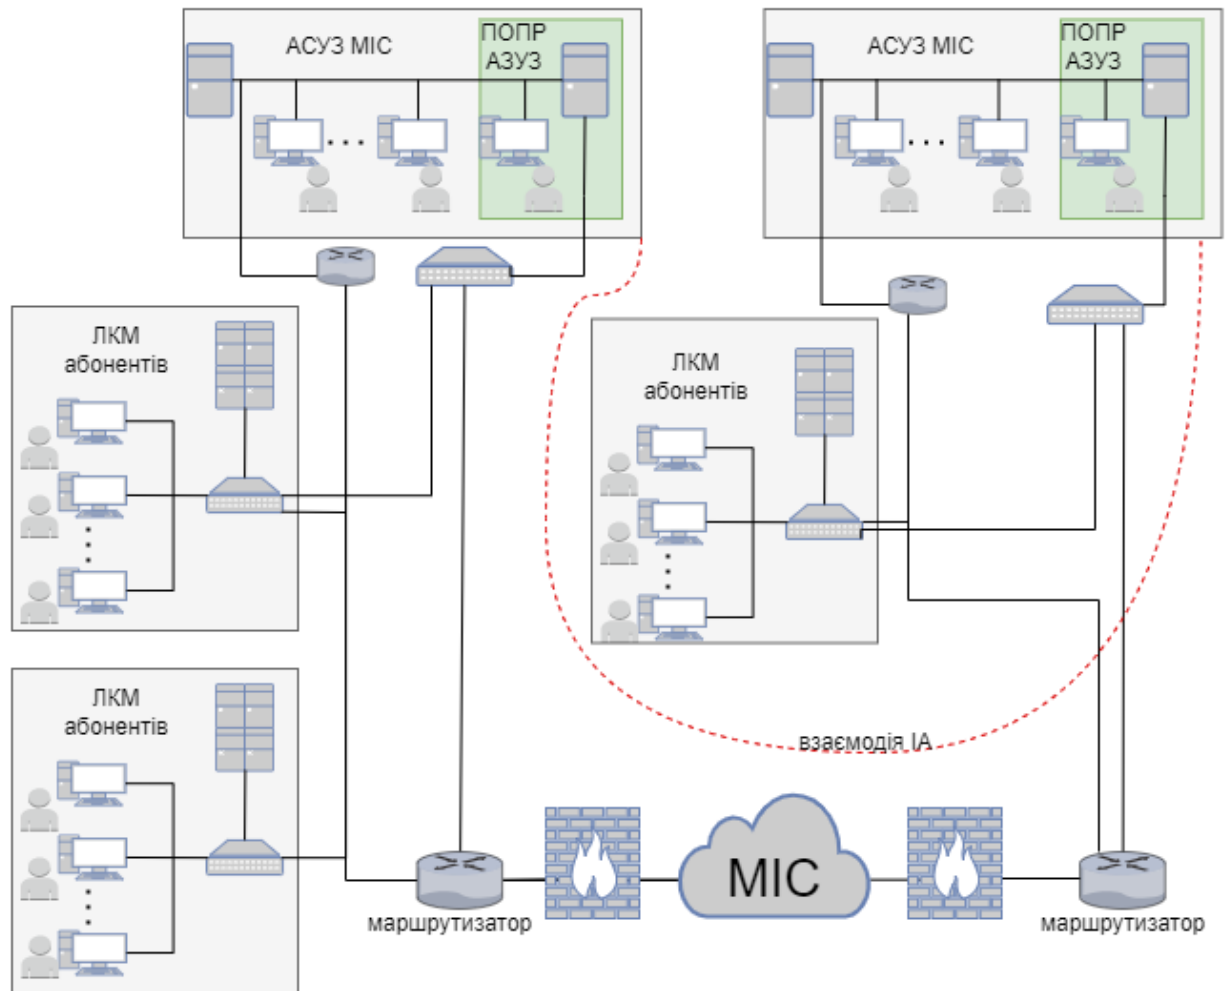 АСУЗ МІС
ПОПР
АЗУЗ
АСУЗ МІС
ПОПР
АЗУЗ
ЛКМ
абонентів
ЛКМ
абонентів
ЛКМ
абонентів
взаємодія ІА
МІС
маршрутизатор
маршрутизатор